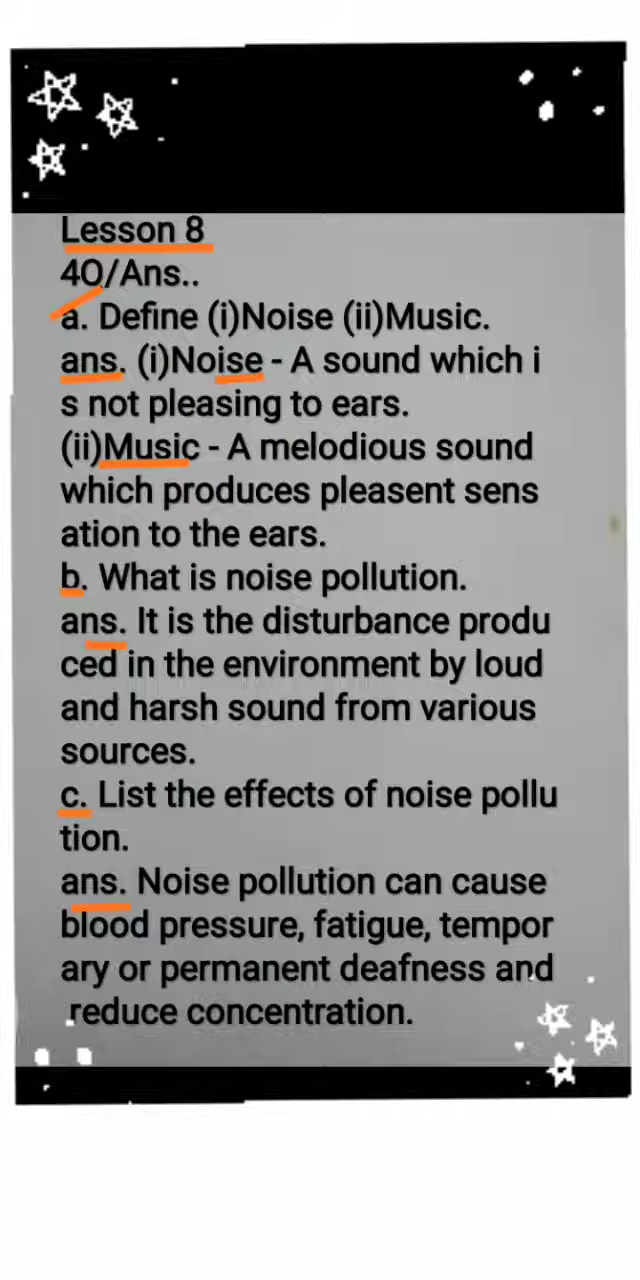 Lesson 8
4O/Ans..
a. Define (i)Noise (ii)Music.
ans. (i)Noise - A sound which i
s not pleasing to ears.
(ii)Music - A melodious sound
which produces pleasent sens
ation to the ears.
b. What is noise pollution.
ans. It is the disturbance produ
ced in the environment by loud
and harsh sound from various
sources.
c. List the effects of noise pollu
tion.
ans. Noise pollution can cause
blood pressure, fatigue, tempor
ary or permanent deafness and
reduce concentration.